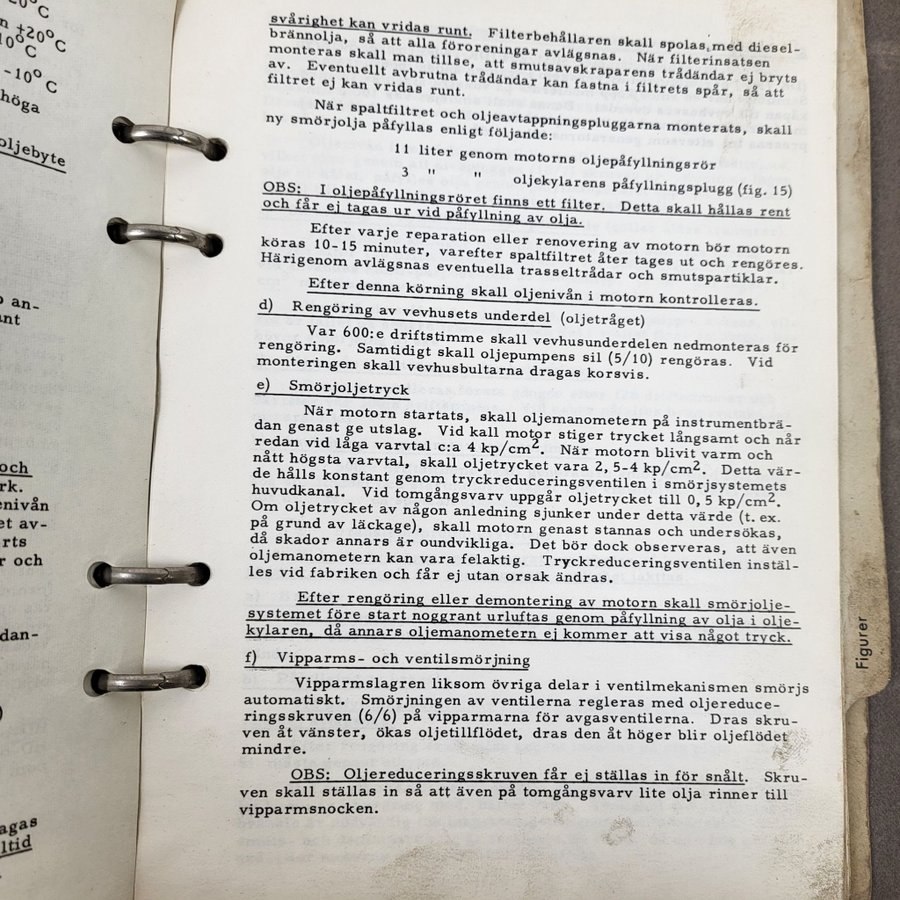 +20°C
10°C
-10° C
höga
oljebyte
an-
och
rk.
enivån
et av-
rts
r och
dan-
agas
ltid
svårighet kan vridas runt. Filterbehållaren skall spolas med diesel-
brännolja, så att alla föroreningar avlägsnas. När filterinsatsen
monteras skall man tillse, att smutsavskraparens trådändar ej bryts
av. Eventuellt avbrutna trådändar kan fastna i filtrets spår, så att
filtret ej kan vridas runt.
När spaltfiltret och oljeavtappningspluggarna monterats, skall
ny smörjolja påfyllas enligt följande:
11 liter genom motorns oljepåfyllningsrör
3 " " oljekylarens påfyllningsplugg (fig. 15)
OBS: I oljepåfyllningsröret finns ett filter. Detta skall hållas rent
och får ej tagas ur vid påfyllning av olja.
Efter varje reparation eller renovering av motorn bör motorn
köras 10-15 minuter, varefter spaltfiltret åter tages ut och rengöres.
Härigenom avlägsnas eventuella trasseltrådar och smutspartiklar.
Efter denna körning skall oljenivån i motorn kontrolleras.
d) Rengöring av vevhusets underdel (oljetråget)
Var 600:e driftstimme skall vevhusunderdelen nedmonteras för
rengöring. Samtidigt skall oljepumpens sil (5/10) rengöras. Vid
monteringen skall vevhusbultarna dragas korsvis.
e) Smörjoljetryck
När motorn startats, skall oljemanometern på instrumentbrä-
dan genast ge utslag. Vid kall motor stiger trycket långsamt och når
redan vid låga varvtal c:a 4 kp/cm². När motorn blivit varm och
nått högsta varvtal, skall oljetrycket vara 2,5-4 kp/cm². Detta vär-
de hålls konstant genom tryckreduceringsventilen i smörjsystemets
huvudkanal. Vid tomgångsvarv uppgår oljetrycket till 0,5 kp/cm².
Om oljetrycket av någon anledning sjunker under detta värde (t.ex.
på grund av läckage), skall motorn genast stannas och undersökas,
då skador annars är oundvikliga. Det bör dock observeras, att även
oljemanometern kan vara felaktig. Tryckreduceringsventilen instäl-
les vid fabriken och får ej utan orsak ändras.
Efter rengöring eller demontering av motorn skall smörjolje-
systemet före start noggrant urluftas genom påfyllning av olja i olje-
kylaren, då annars oljemanometern ej kommer att visa något tryck.
f) Vipparms- och ventilsmörjning
Vipparmslagren liksom övriga delar i ventilmekanismen smörjs
automatiskt. Smörjningen av ventilerna regleras med oljereduce-
ringsskruven (6/6) på vipparmarna för avgasventilerna. Dras skru-
ven åt vänster, ökas oljetillflödet, dras den åt höger blir oljeflödet
mindre.
OBS: Oljereduceringsskruven får ej ställas in för snålt. Skru-
ven skall ställas in så att även på tomgångsvarv lite olja rinner till
vipparmsnocken.
Figurer